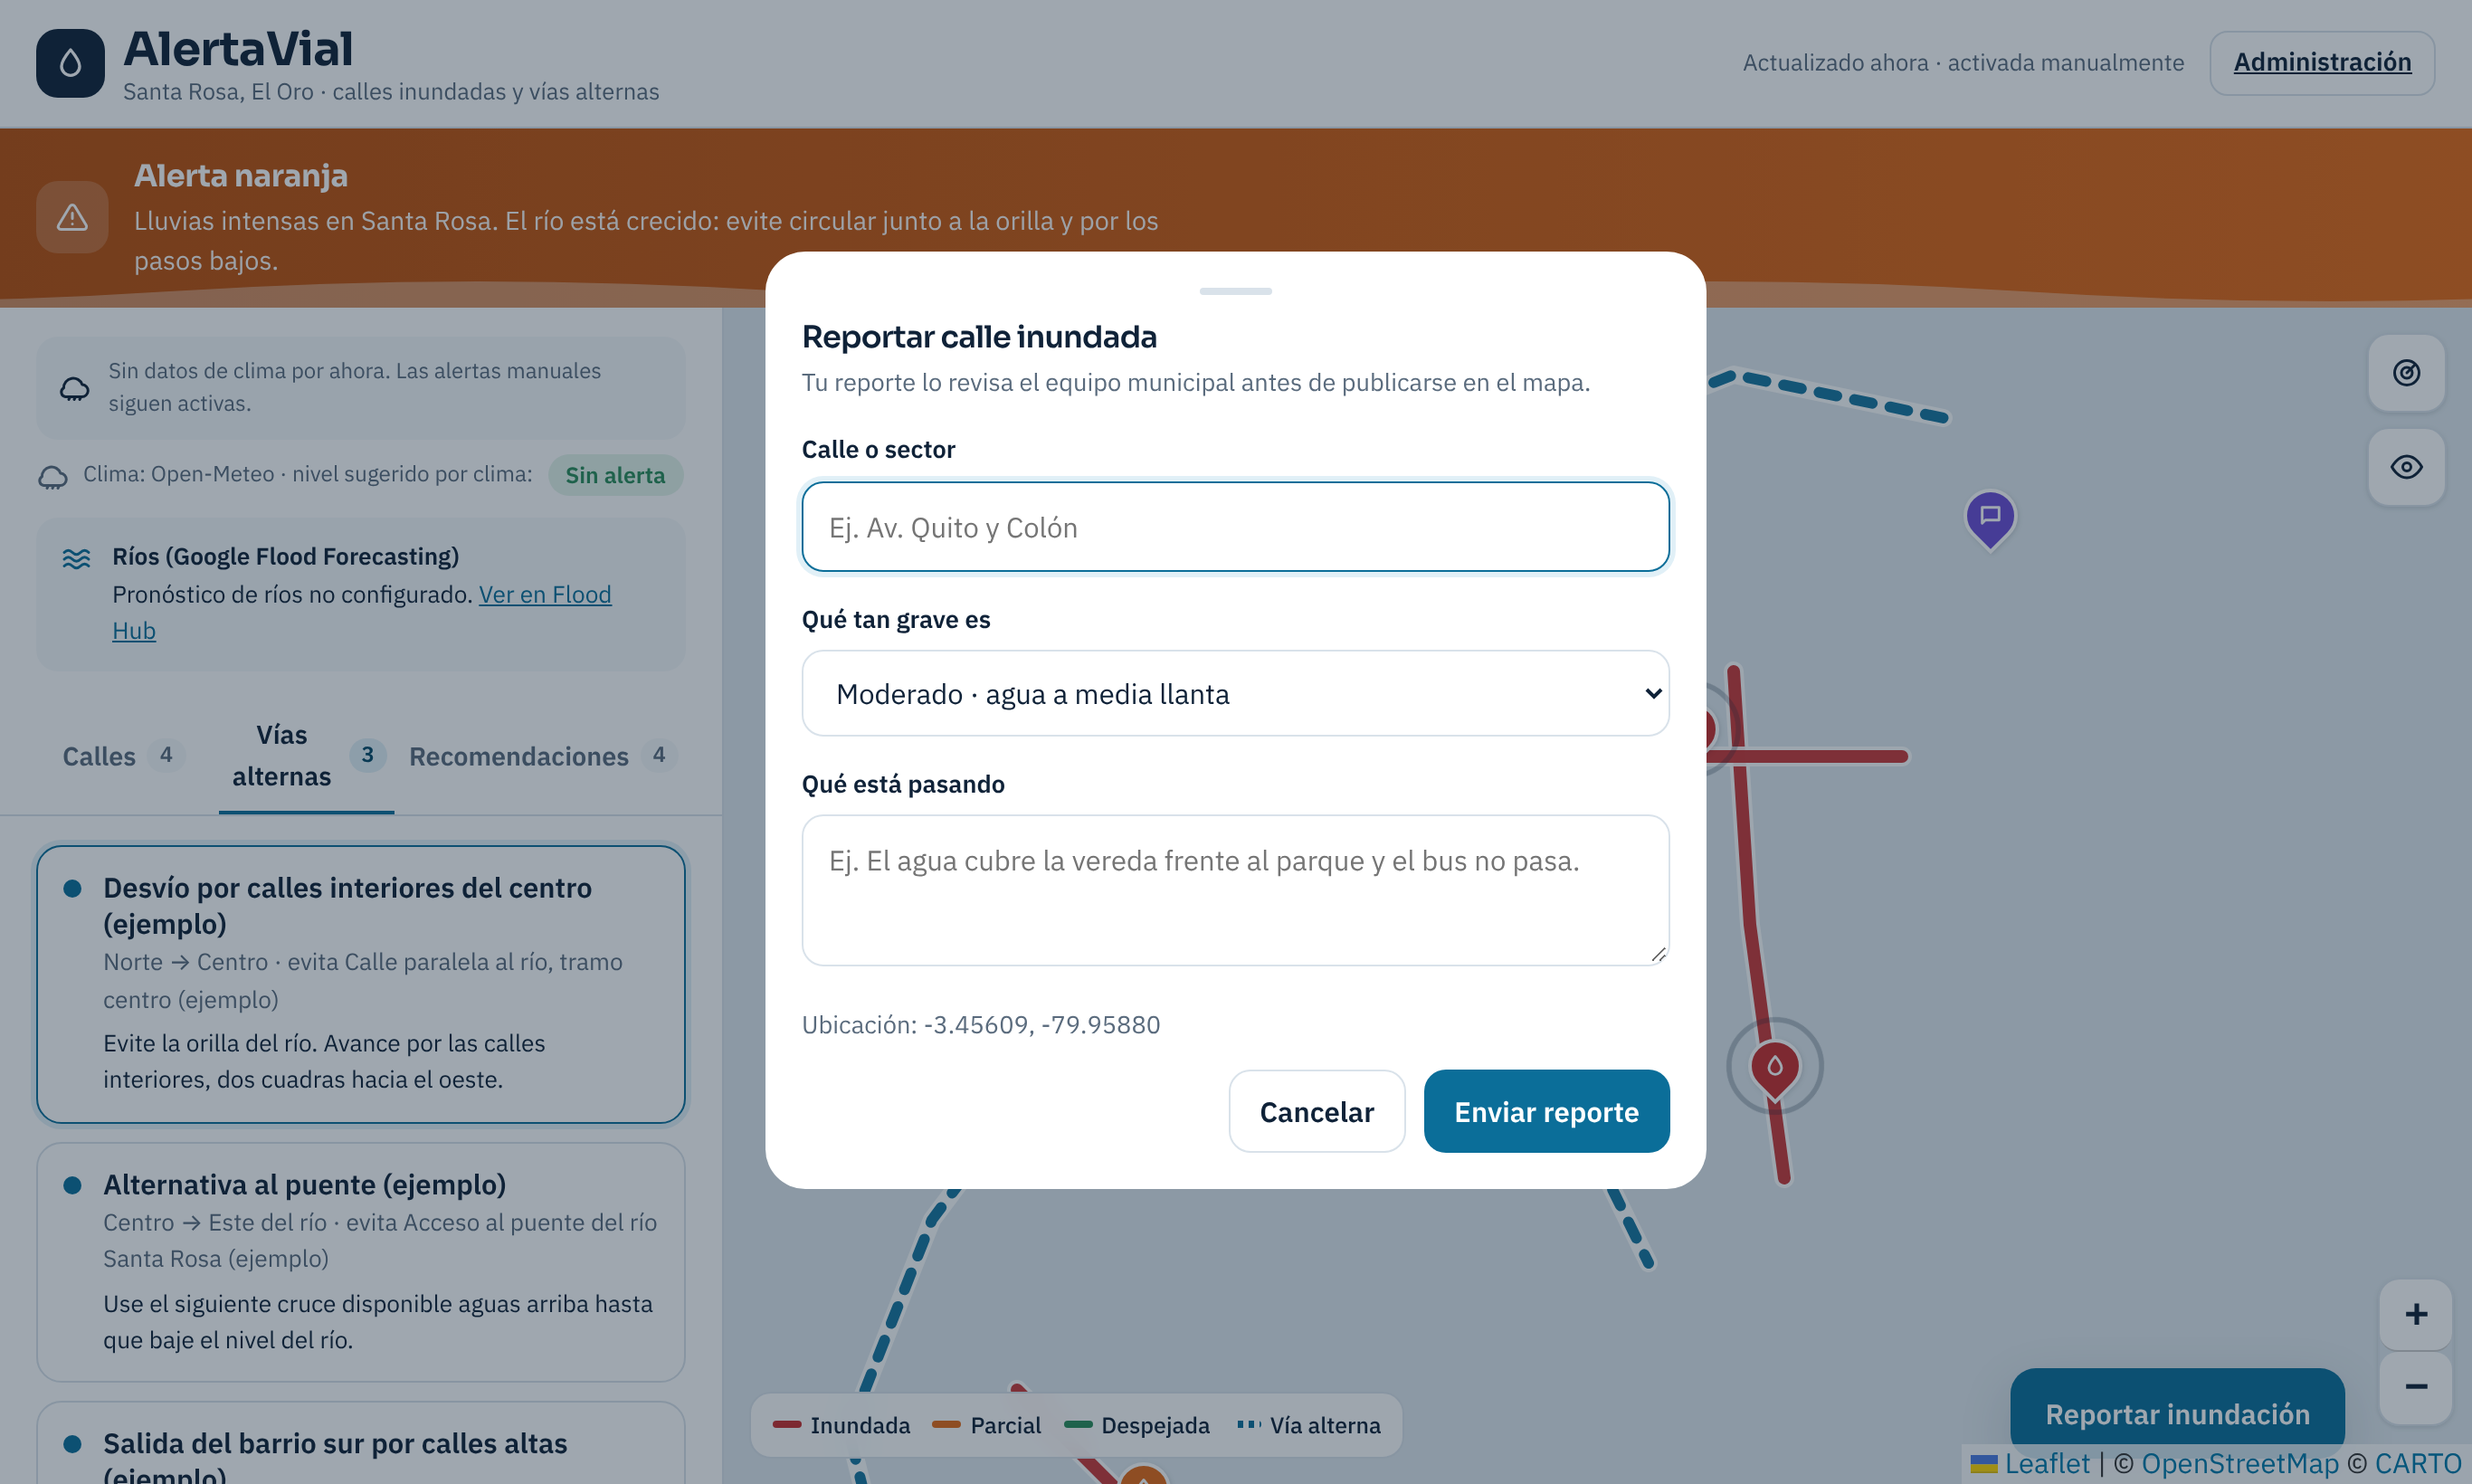 AlertaVial
Santa Rosa, El Oro · calles inundadas y vías alternas
Actualizado ahora · activada manualmente
Administración
Alerta naranja
Lluvias intensas en Santa Rosa. El río está crecido: evite circular junto a la orilla y por los
pasos bajos.
Sin datos de clima por ahora. Las alertas manuales
siguen activas.
Clima: Open-Meteo · nivel sugerido por clima:
Sin alerta
Ríos (Google Flood Forecasting)
Pronóstico de ríos no configurado. Ver en Flood
Hub
Calles 4
Vías
alternas 3
Recomendaciones 4
Desvío por calles interiores del centro
(ejemplo)
Norte → Centro · evita Calle paralela al río, tramo
centro (ejemplo)
Evite la orilla del río. Avance por las calles
interiores, dos cuadras hacia el oeste.
Alternativa al puente (ejemplo)
Centro → Este del río · evita Acceso al puente del río
Santa Rosa (ejemplo)
Use el siguiente cruce disponible aguas arriba hasta
que baje el nivel del río.
Salida del barrio sur por calles altas
(ejemplo)
Reportar calle inundada
Tu reporte lo revisa el equipo municipal antes de publicarse en el mapa.
Calle o sector
Ej. Av. Quito y Colón
Qué tan grave es
Moderado · agua a media llanta
Qué está pasando
Ej. El agua cubre la vereda frente al parque y el bus no pasa.
Ubicación: -3.45609, -79.95880
Cancelar
Enviar reporte
Inundada
Parcial
Despejada
Vía alterna
+
−
Reportar inundación
Leaflet | © OpenStreetMap © CARTO